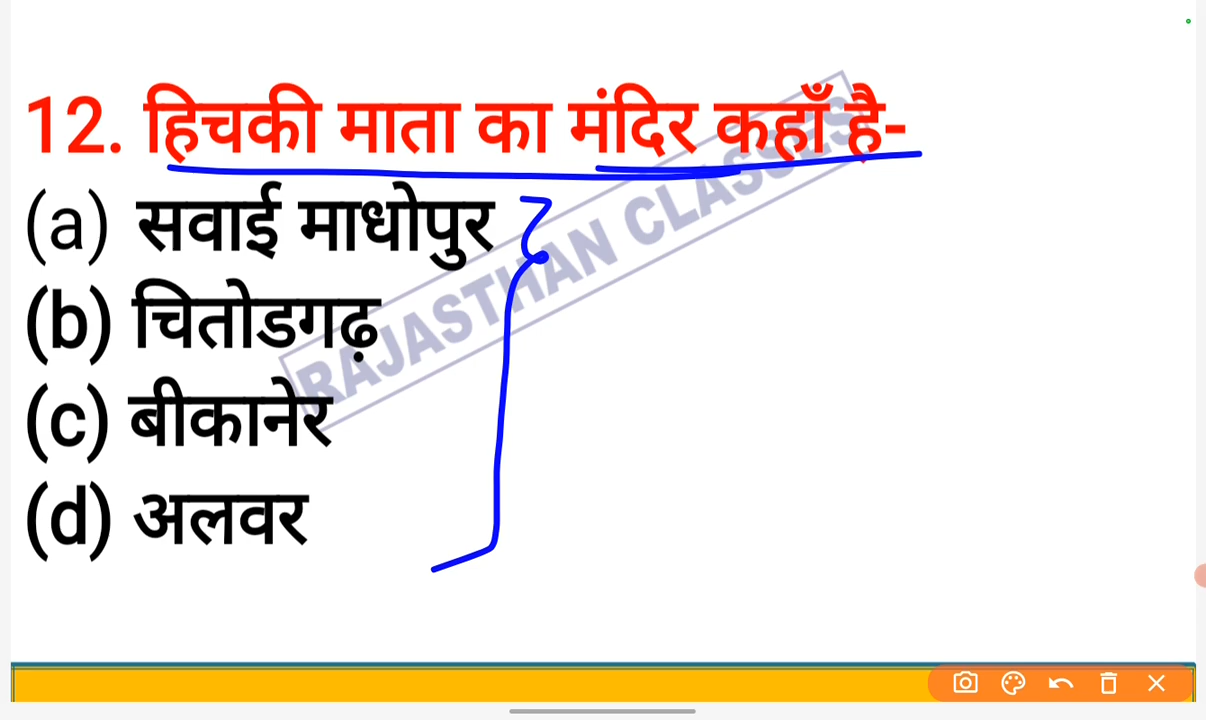 12. हिचकी माता का मंदिर कहाँ है-
(a) सवाई माधोपुर
(b) चितोडगढ़
(c) बीकानेर
(d) अलवर
RAJASTHAN CLASSES